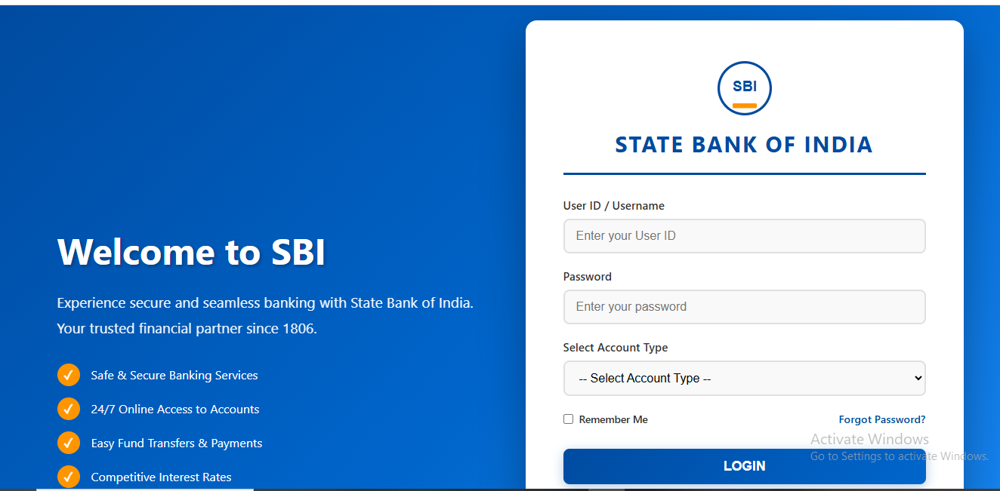 Welcome to SBI
Experience secure and seamless banking with State Bank of India.
Your trusted financial partner since 1806.
Safe & Secure Banking Services
24/7 Online Access to Accounts
Easy Fund Transfers & Payments
Competitive Interest Rates
SBI
STATE BANK OF INDIA
User ID / Username
Enter your User ID
Password
Enter your password
Select Account Type
-- Select Account Type --
Remember Me
Forgot Password?
LOGIN
Activate Windows
Go to Settings to activate Windows.